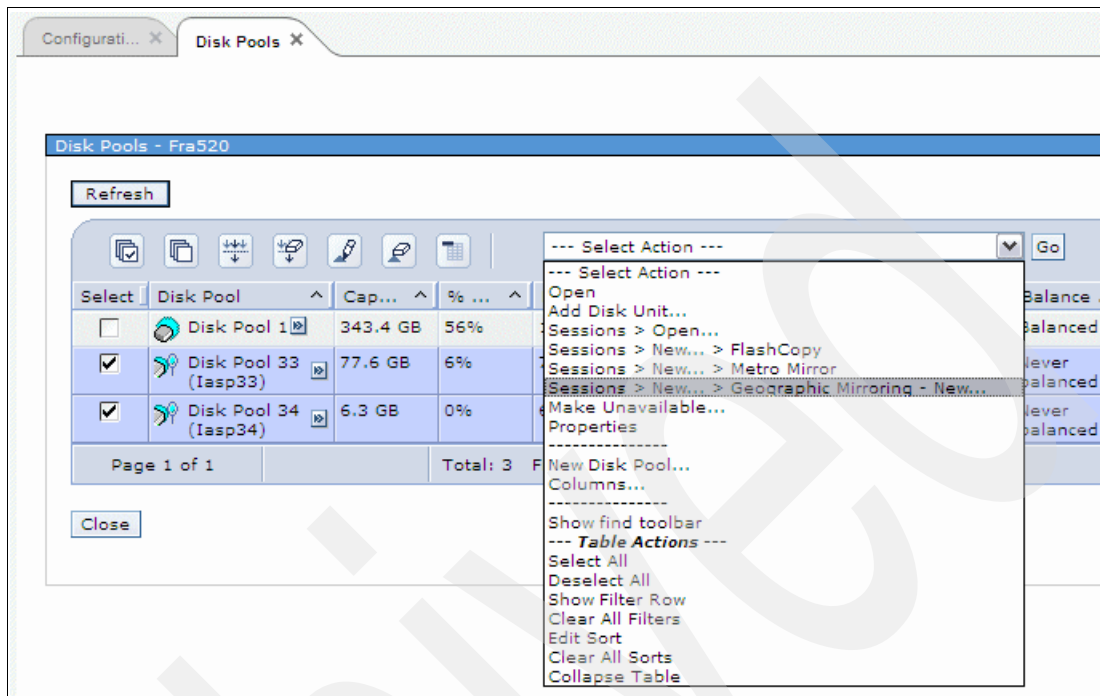 Configurati...
Disk Pools
Disk Pools - Fra520
Refresh
--- Select Action ---
Go
Select Disk Pool Cap... % ... Balance
Disk Pool 1 343.4 GB 56% Balanced
Disk Pool 33 (Iasp33) 77.6 GB 6% Never balanced
Disk Pool 34 (Iasp34) 6.3 GB 0% Never balanced
Page 1 of 1 Total: 3 F
Close
--- Select Action ---
Open
Add Disk Unit...
Sessions > Open...
Sessions > New... > FlashCopy
Sessions > New... > Metro Mirror
Sessions > New... > Geographic Mirroring - New...
Make Unavailable...
Properties
---------------
New Disk Pool...
Columns...
---------------
Show find toolbar
--- Table Actions ---
Select All
Deselect All
Show Filter Row
Clear All Filters
Edit Sort
Clear All Sorts
Collapse Table